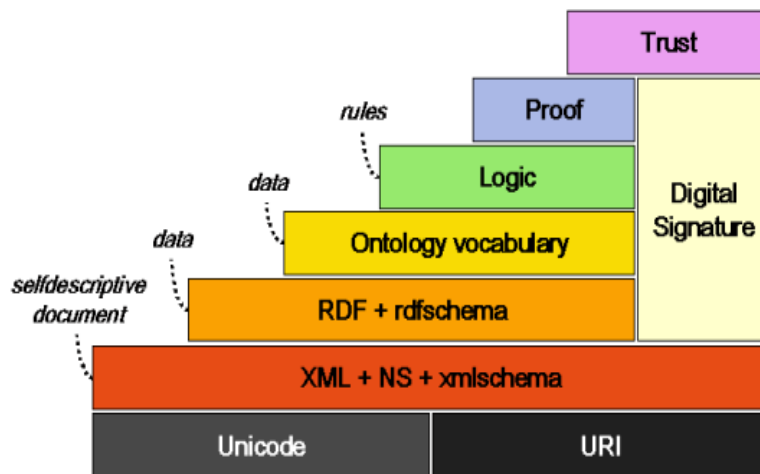 Trust
Proof
rules
Logic
Digital
Signature
data
Ontology vocabulary
data
RDF + rdfschema
selfdescriptive
document
XML + NS + xmlschema
Unicode
URI